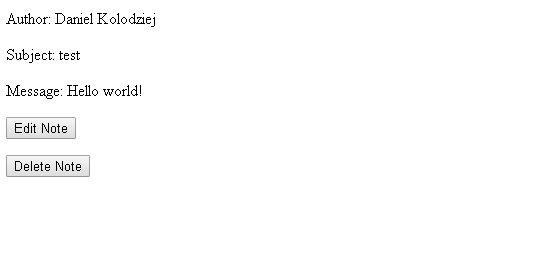 Author: Daniel Kolodziej
Subject: test
Message: Hello world!
Edit Note
Delete Note